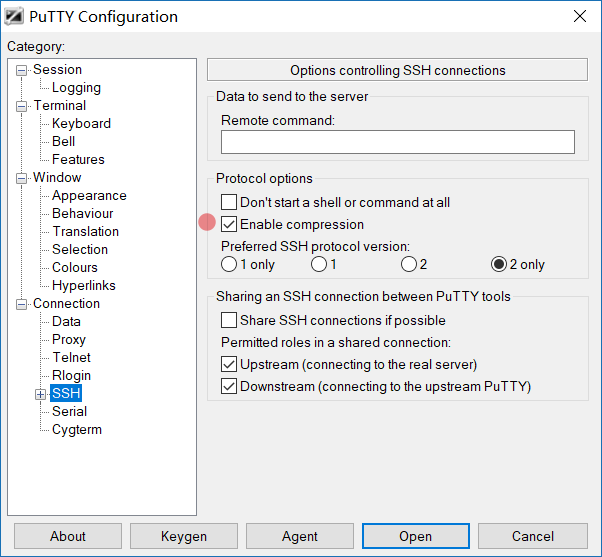 PuTTY Configuration
Category:
Session
Logging
Terminal
Keyboard
Bell
Features
Window
Appearance
Behaviour
Translation
Selection
Colours
Hyperlinks
Connection
Data
Proxy
Telnet
Rlogin
SSH
Serial
Cygterm
Options controlling SSH connections
Data to send to the server
Remote command:
Protocol options
Don't start a shell or command at all
Enable compression
Preferred SSH protocol version:
1 only 1 2 2 only
Sharing an SSH connection between PuTTY tools
Share SSH connections if possible
Permitted roles in a shared connection:
Upstream (connecting to the real server)
Downstream (connecting to the upstream PuTTY)
About Keygen Agent Open Cancel